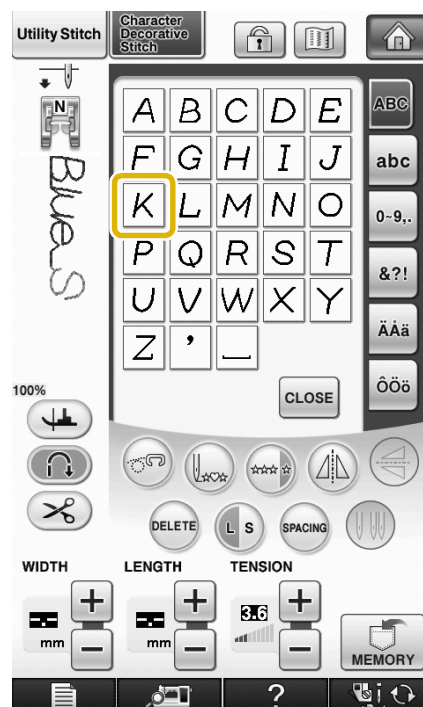 Utility Stitch
Character
Decorative
Stitch
N
Blue_S
A B C D E
F G H I J
K L M N O
P Q R S T
U V W X Y
Z ' _
CLOSE
ABC
abc
0~9,.
&?!
ÄÅä
ÔÖö
100%
DELETE
L S
SPACING
WIDTH
LENGTH
TENSION
mm
mm
3.6
+
−
+
−
+
−
MEMORY
?
i